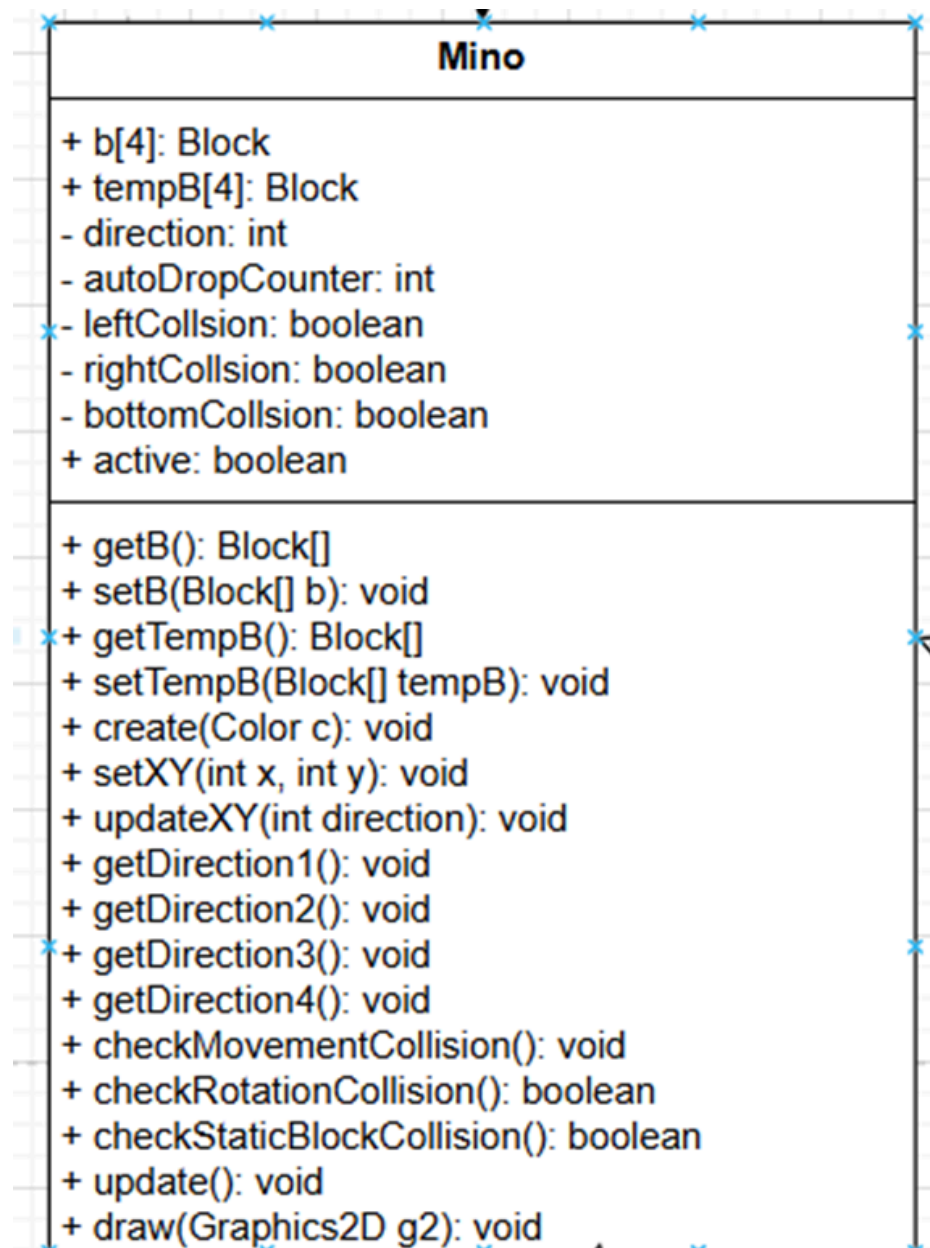 Mino
+ b[4]: Block
+ tempB[4]: Block
- direction: int
- autoDropCounter: int
- leftCollsion: boolean
- rightCollsion: boolean
- bottomCollsion: boolean
+ active: boolean
+ getB(): Block[]
+ setB(Block[] b): void
+ getTempB(): Block[]
+ setTempB(Block[] tempB): void
+ create(Color c): void
+ setXY(int x, int y): void
+ updateXY(int direction): void
+ getDirection1(): void
+ getDirection2(): void
+ getDirection3(): void
+ getDirection4(): void
+ checkMovementCollision(): void
+ checkRotationCollision(): boolean
+ checkStaticBlockCollision(): boolean
+ update(): void
+ draw(Graphics2D g2): void